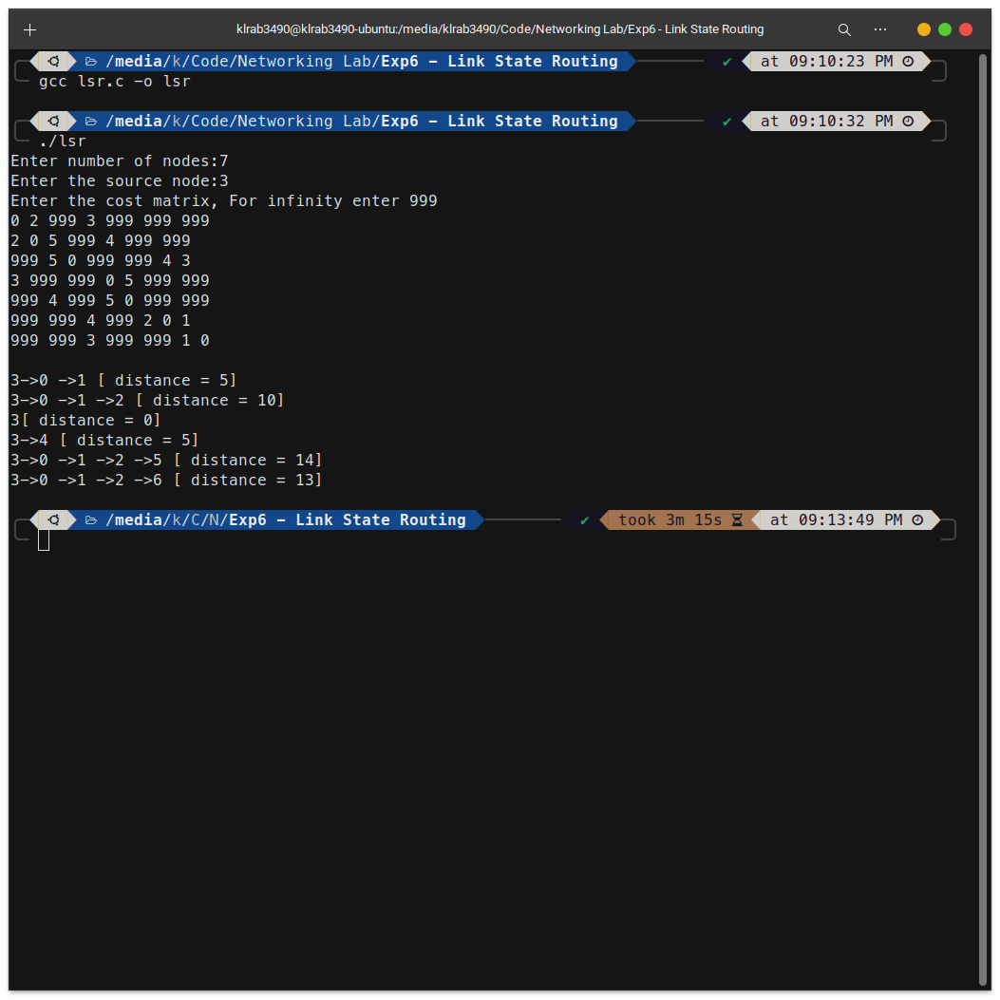 klrab3490@klrab3490-ubuntu:/media/klrab3490/Code/Networking Lab/Exp6 - Link State Routing
/media/k/Code/Networking Lab/Exp6 - Link State Routing ✔ at 09:10:23 PM
gcc lsr.c -o lsr
/media/k/Code/Networking Lab/Exp6 - Link State Routing ✔ at 09:10:32 PM
./lsr
Enter number of nodes:7
Enter the source node:3
Enter the cost matrix, For infinity enter 999
0 2 999 3 999 999 999
2 0 5 999 4 999 999
999 5 0 999 999 4 3
3 999 999 0 5 999 999
999 4 999 5 0 999 999
999 999 4 999 2 0 1
999 999 3 999 999 1 0
3->0 ->1 [ distance = 5]
3->0 ->1 ->2 [ distance = 10]
3[ distance = 0]
3->4 [ distance = 5]
3->0 ->1 ->2 ->5 [ distance = 14]
3->0 ->1 ->2 ->6 [ distance = 13]
/media/k/C/N/Exp6 - Link State Routing ✔ took 3m 15s at 09:13:49 PM